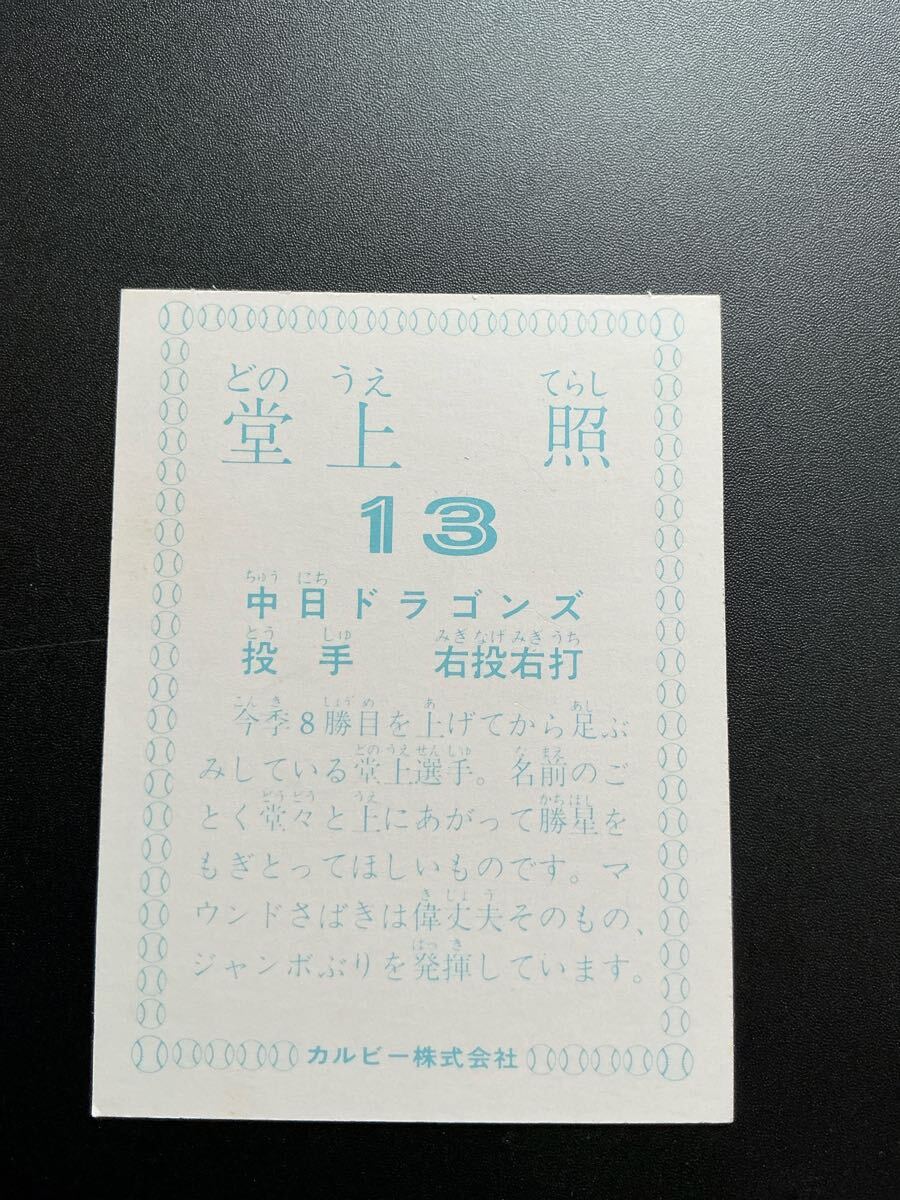 どの うえ てらし
堂上 照
13
ちゅう にち
中日ドラゴンズ
とう しゅ みぎ なげ みぎ うち
投手 右投右打
こん き しょう め あ あし
今季8勝目を上げてから足ぶ
どの うえ せん しゅ な まえ
みしている堂上選手。名前のご
どう どう うえ かち ぼし
とく堂々と上にあがって勝星を
もぎとってほしいものです。マ
き じょう
ウンドさばきは偉丈夫そのもの、
はっ き
ジャンボぶりを発揮しています。
カルビー株式会社